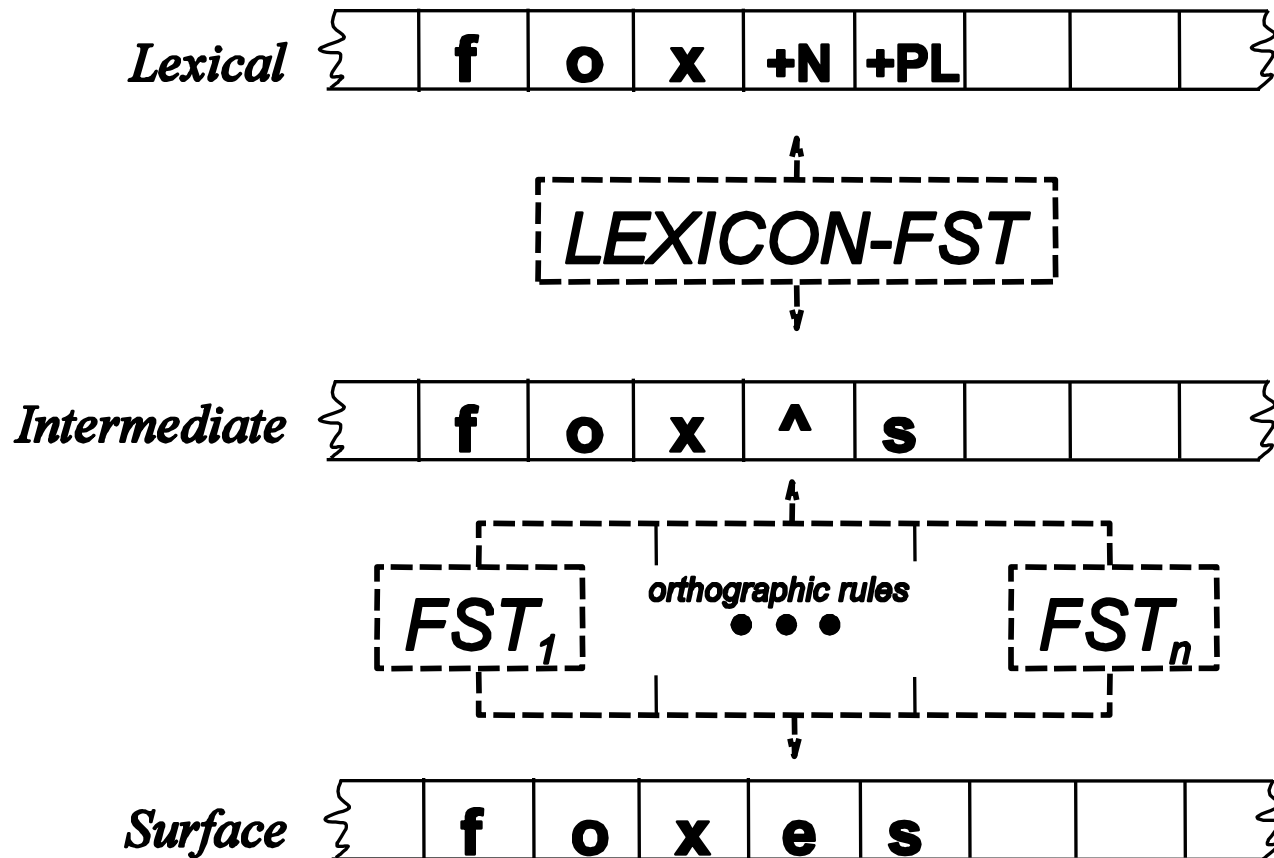 Lexical f o x +N +PL
LEXICON-FST
Intermediate f o x ^ s
orthographic rules
FST1 ●●● FSTn
Surface f o x e s